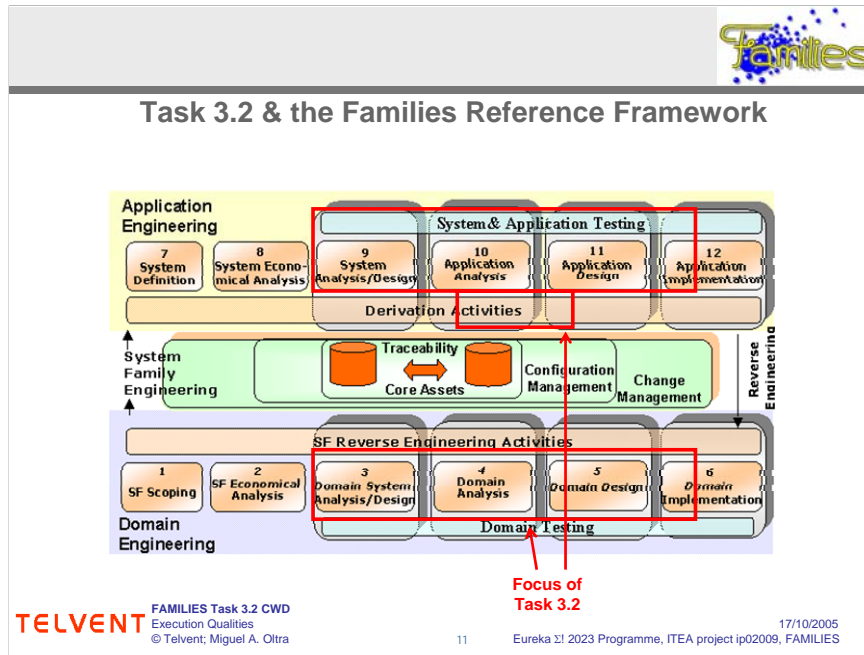 Families
Task 3.2 & the Families Reference Framework
Application
Engineering
System& Application Testing
7
System
Definition
8
System Econo-
mical Analysis
9
System
Analysis/Design
10
Application
Analysis
11
Application
Design
12
Application
Implementation
Derivation Activities
System
Family
Engineering
Traceability
Core Assets
Configuration
Management
Change
Management
Reverse
Engineering
SF Reverse Engineering Activities
1
SF Scoping
2
SF Economical
Analysis
3
Domain System
Analysis/Design
4
Domain
Analysis
5
Domain Design
6
Domain
Implementation
Domain
Engineering
Domain Testing
Focus of
Task 3.2
TELVENT
FAMILIES Task 3.2 CWD
Execution Qualities
© Telvent; Miguel A. Oltra
11
17/10/2005
Eureka Σ! 2023 Programme, ITEA project ip02009, FAMILIES